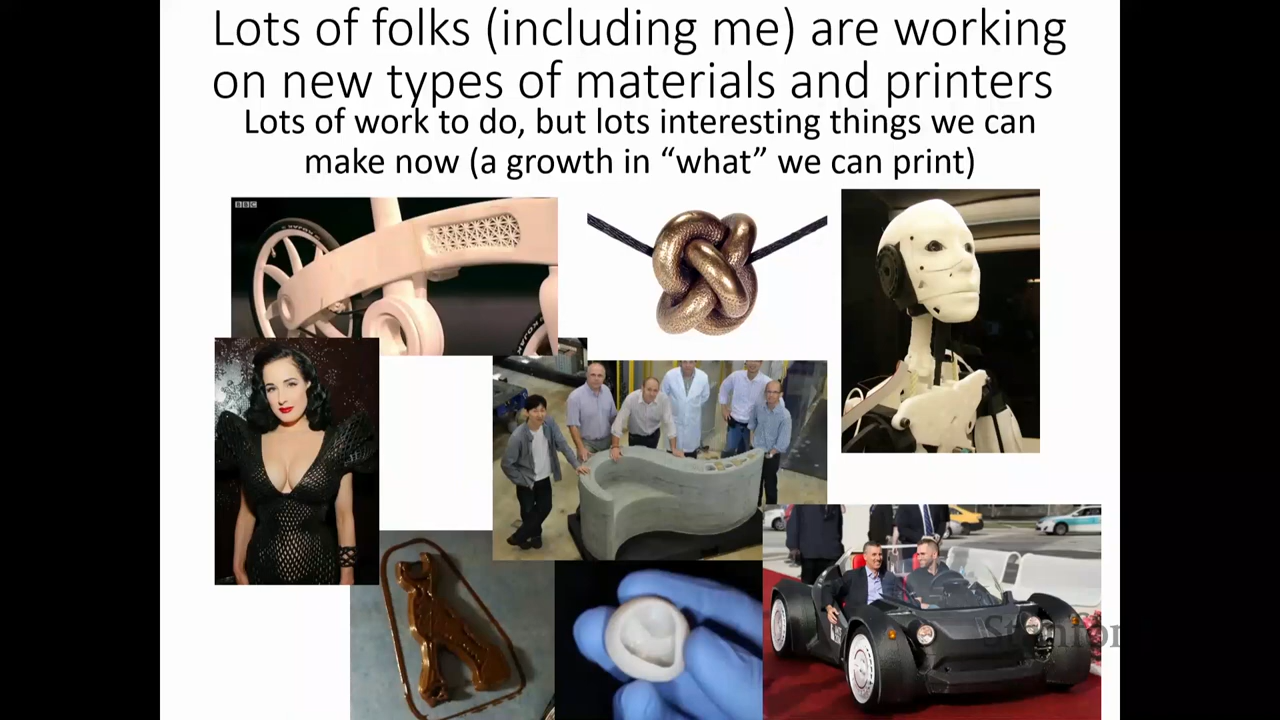 Lots of folks (including me) are working
on new types of materials and printers
Lots of work to do, but lots interesting things we can
make now (a growth in “what” we can print)
BBC